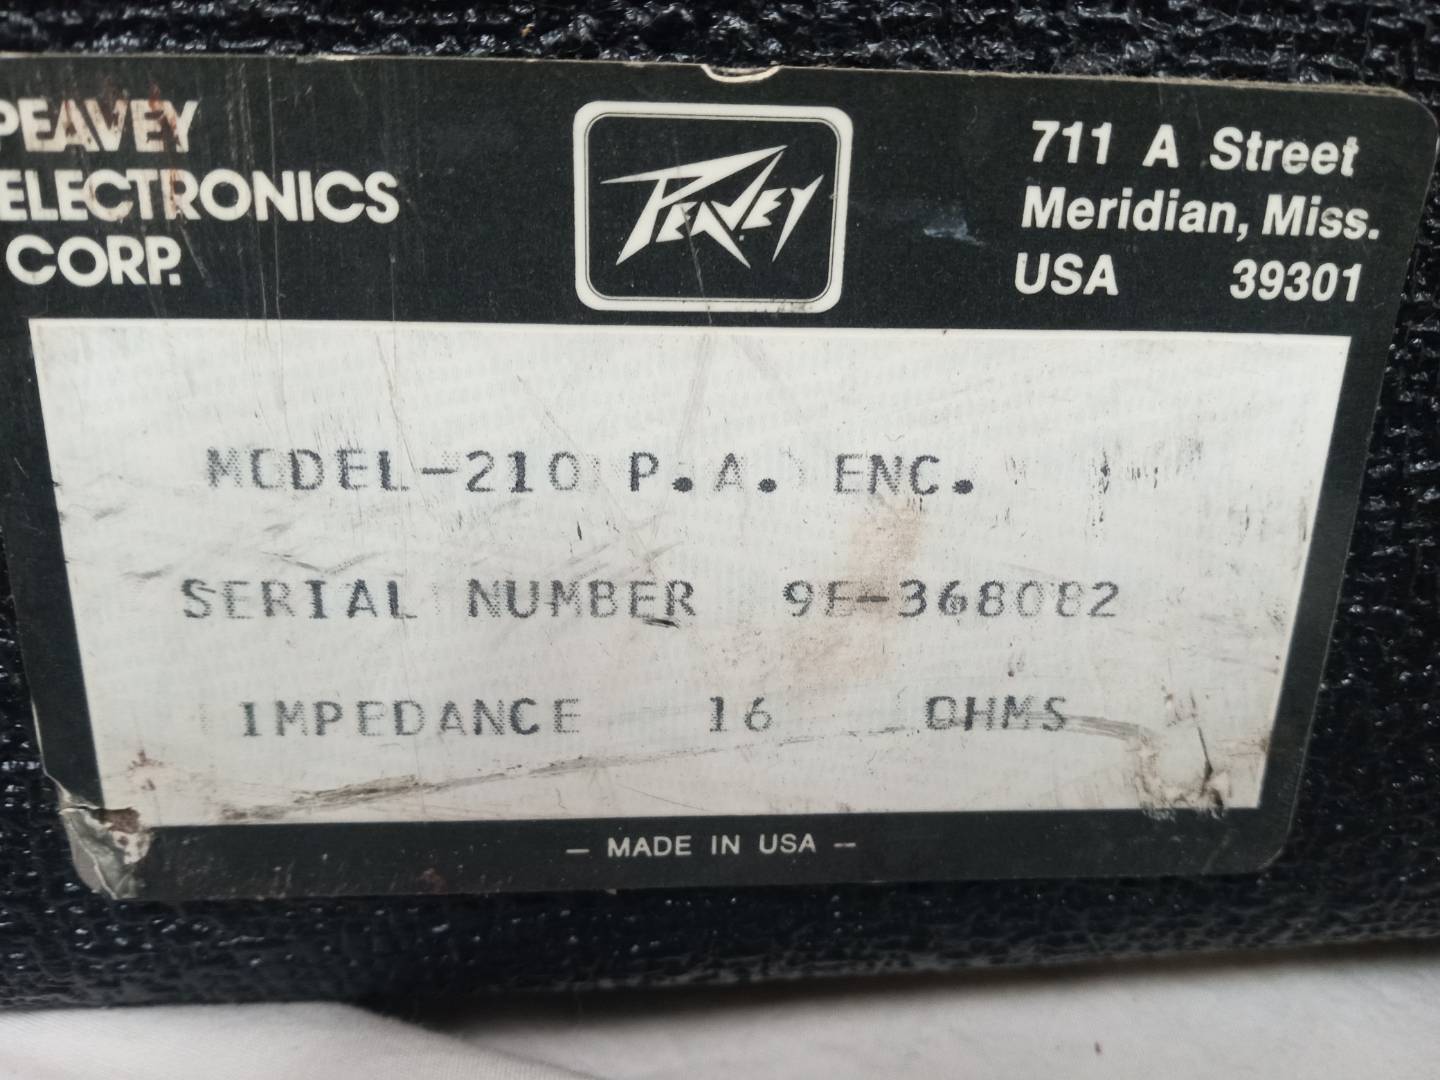 PEAVEY
ELECTRONICS
CORP.
PEAVEY
711 A Street
Meridian, Miss.
USA 39301
MODEL-210 P.A. ENC.
SERIAL NUMBER 9E-368082
IMPEDANCE 16 OHMS
— MADE IN USA —